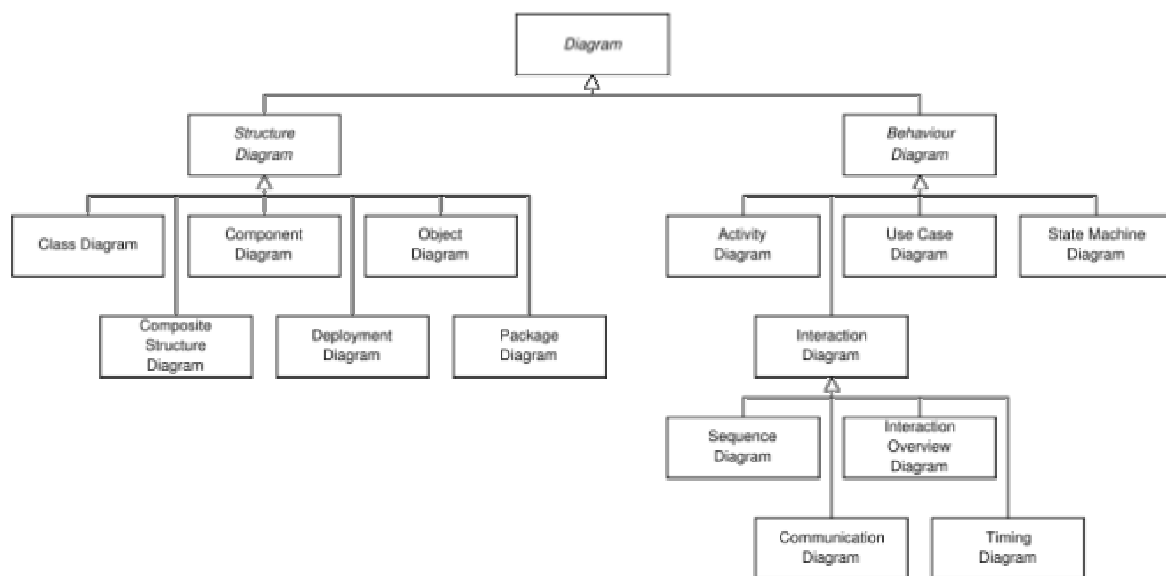 Diagram
Structure
Diagram
Behaviour
Diagram
Class Diagram
Component
Diagram
Object
Diagram
Activity
Diagram
Use Case
Diagram
State Machine
Diagram
Composite
Structure
Diagram
Deployment
Diagram
Package
Diagram
Interaction
Diagram
Sequence
Diagram
Interaction
Overview
Diagram
Communication
Diagram
Timing
Diagram